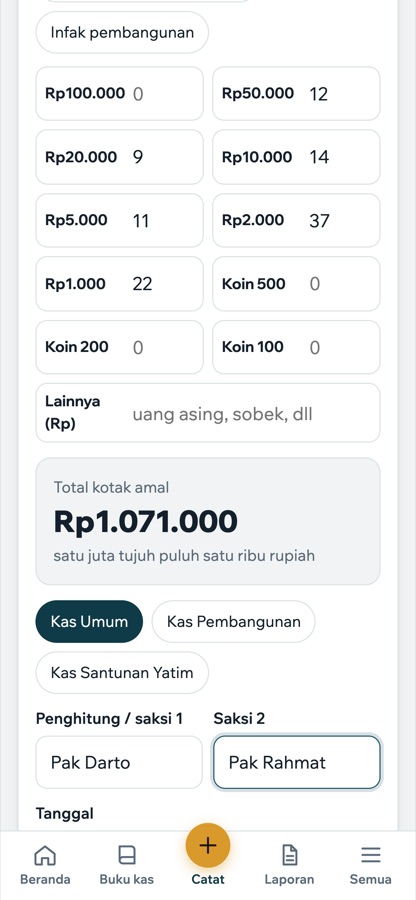 Infak pembangunan
Rp100.000 0 Rp50.000 12
Rp20.000 9 Rp10.000 14
Rp5.000 11 Rp2.000 37
Rp1.000 22 Koin 500 0
Koin 200 0 Koin 100 0
Lainnya
(Rp) uang asing, sobek, dll
Total kotak amal
Rp1.071.000
satu juta tujuh puluh satu ribu rupiah
Kas Umum Kas Pembangunan
Kas Santunan Yatim
Penghitung / saksi 1 Saksi 2
Pak Darto Pak Rahmat
Tanggal
Beranda Buku kas Catat Laporan Semua